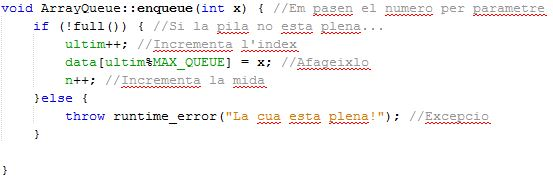 void ArrayQueue::enqueue(int x) { //Em pasen el numero per parametre
if (!full()) { //Si la pila no esta plena...
ultim++; //Incrementa l'index
data[ultim%MAX_QUEUE] = x; //Afageixlo
n++; //Incrementa la mida
}else {
throw runtime_error("La cua esta plena!"); //Excepcio
}
}